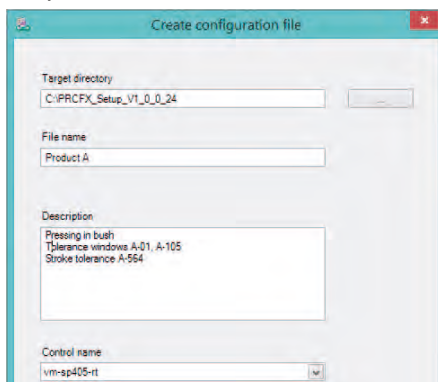 Create configuration file
Target directory
C:\PRCFX_Setup_V1_0_0_24
...
File name
Product A
Description
Pressing in bush
Tolerance windows A-01, A-105
Stroke tolerance A-564
Control name
vm-sp405-rt